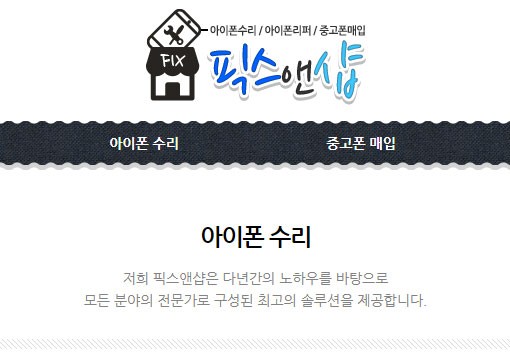 아이폰수리 / 아이폰리퍼 / 중고폰매입
FIX
픽스앤샵
아이폰 수리
중고폰 매입
아이폰 수리
저희 픽스앤샵은 다년간의 노하우를 바탕으로
모든 분야의 전문가로 구성된 최고의 솔루션을 제공합니다.